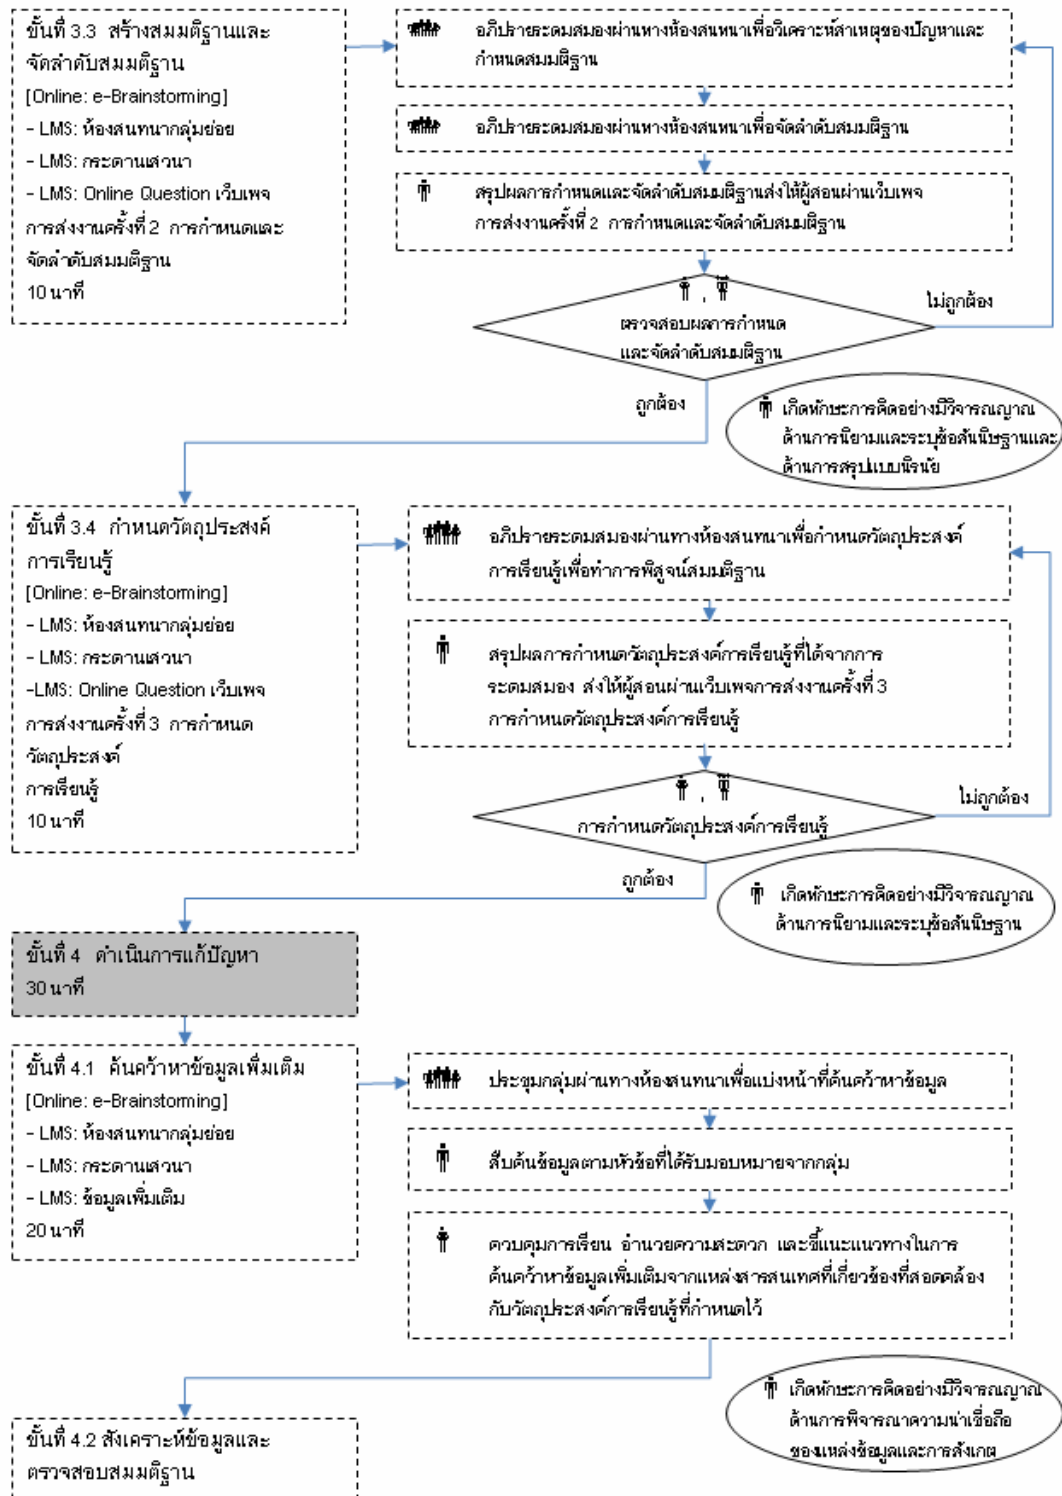 ขั้นที่ 3.3 สร้างสมมติฐานและ
จัดลำดับสมมติฐาน
[Online: e-Brainstorming]
- LMS: ห้องสนทนากลุ่มย่อย
- LMS: กระดานเสวนา
- LMS: Online Question เว็บเพจ
การส่งงานครั้งที่ 2 การกำหนดและ
จัดลำดับสมมติฐาน
10 นาที
อภิปรายระดมสมองผ่านทางห้องสนทนาเพื่อวิเคราะห์สาเหตุของปัญหาและ
กำหนดสมมติฐาน
อภิปรายระดมสมองผ่านทางห้องสนทนาเพื่อจัดลำดับสมมติฐาน
สรุปผลการกำหนดและจัดลำดับสมมติฐานส่งให้ผู้สอนผ่านเว็บเพจ
การส่งงานครั้งที่ 2 การกำหนดและจัดลำดับสมมติฐาน
,
ตรวจสอบผลการกำหนด
และจัดลำดับสมมติฐาน
ไม่ถูกต้อง
ถูกต้อง
เกิดทักษะการคิดอย่างมีวิจารณญาณ
ด้านการนิยามและระบุข้อสันนิษฐานและ
ด้านการสรุปแบบนิรนัย
ขั้นที่ 3.4 กำหนดวัตถุประสงค์
การเรียนรู้
[Online: e-Brainstorming]
- LMS: ห้องสนทนากลุ่มย่อย
- LMS: กระดานเสวนา
-LMS: Online Question เว็บเพจ
การส่งงานครั้งที่ 3 การกำหนด
วัตถุประสงค์
การเรียนรู้
10 นาที
อภิปรายระดมสมองผ่านทางห้องสนทนาเพื่อกำหนดวัตถุประสงค์
การเรียนรู้เพื่อทำการพิสูจน์สมมติฐาน
สรุปผลการกำหนดวัตถุประสงค์การเรียนรู้ที่ได้จากการ
ระดมสมอง ส่งให้ผู้สอนผ่านเว็บเพจการส่งงานครั้งที่ 3
การกำหนดวัตถุประสงค์การเรียนรู้
,
การกำหนดวัตถุประสงค์การเรียนรู้
ไม่ถูกต้อง
ถูกต้อง
เกิดทักษะการคิดอย่างมีวิจารณญาณ
ด้านการนิยามและระบุข้อสันนิษฐาน
ขั้นที่ 4 ดำเนินการแก้ปัญหา
30 นาที
ขั้นที่ 4.1 ค้นคว้าหาข้อมูลเพิ่มเติม
[Online: e-Brainstorming]
- LMS: ห้องสนทนากลุ่มย่อย
- LMS: กระดานเสวนา
- LMS: ข้อมูลเพิ่มเติม
20 นาที
ประชุมกลุ่มผ่านทางห้องสนทนาเพื่อแบ่งหน้าที่ค้นคว้าหาข้อมูล
สืบค้นข้อมูลตามหัวข้อที่ได้รับมอบหมายจากกลุ่ม
ควบคุมการเรียน อำนวยความสะดวก และชี้แนะแนวทางในการ
ค้นคว้าหาข้อมูลเพิ่มเติมจากแหล่งสารสนเทศที่เกี่ยวข้องที่สอดคล้อง
กับวัตถุประสงค์การเรียนรู้ที่กำหนดไว้
เกิดทักษะการคิดอย่างมีวิจารณญาณ
ด้านการพิจารณาความน่าเชื่อถือ
ของแหล่งข้อมูลและการสังเกต
ขั้นที่ 4.2 สังเคราะห์ข้อมูลและ
ตรวจสอบสมมติฐาน